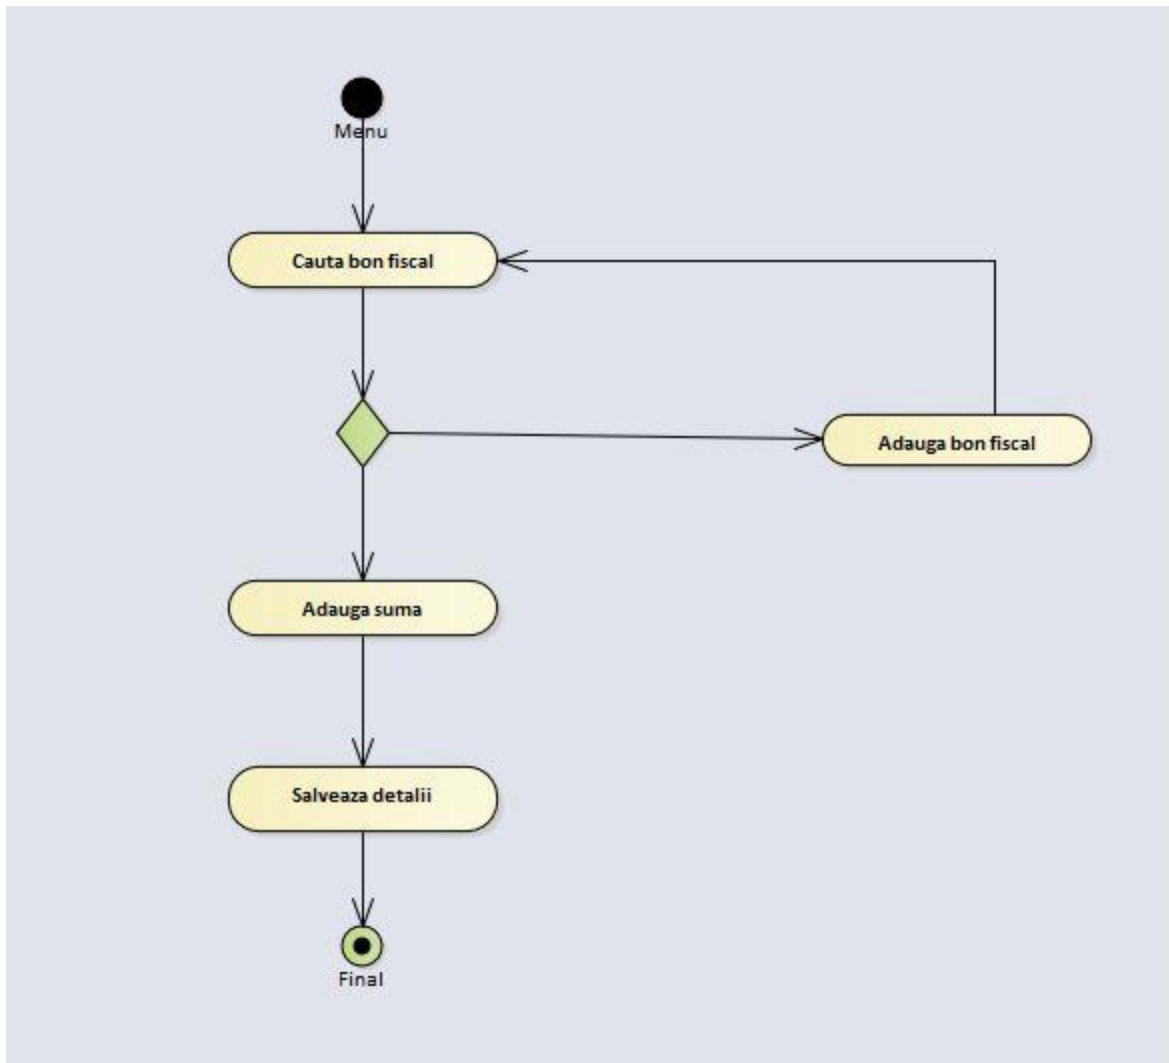 Menu
Cauta bon fiscal
Adauga bon fiscal
Adauga suma
Salveaza detalii
Final